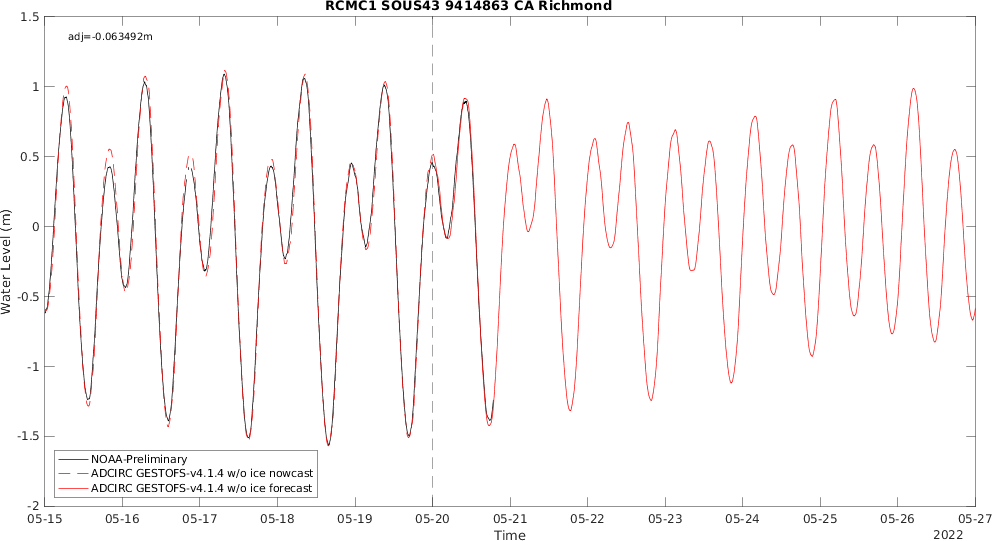 RCMC1 SOUS43 9414863 CA Richmond
adj=-0.063492m
1.5
1
0.5
0
-0.5
-1
-1.5
-2
Water Level (m)
NOAA-Preliminary
ADCIRC GESTOFS-v4.1.4 w/o ice nowcast
ADCIRC GESTOFS-v4.1.4 w/o ice forecast
05-15 05-16 05-17 05-18 05-19 05-20 05-21 05-22 05-23 05-24 05-25 05-26 05-27
Time
2022